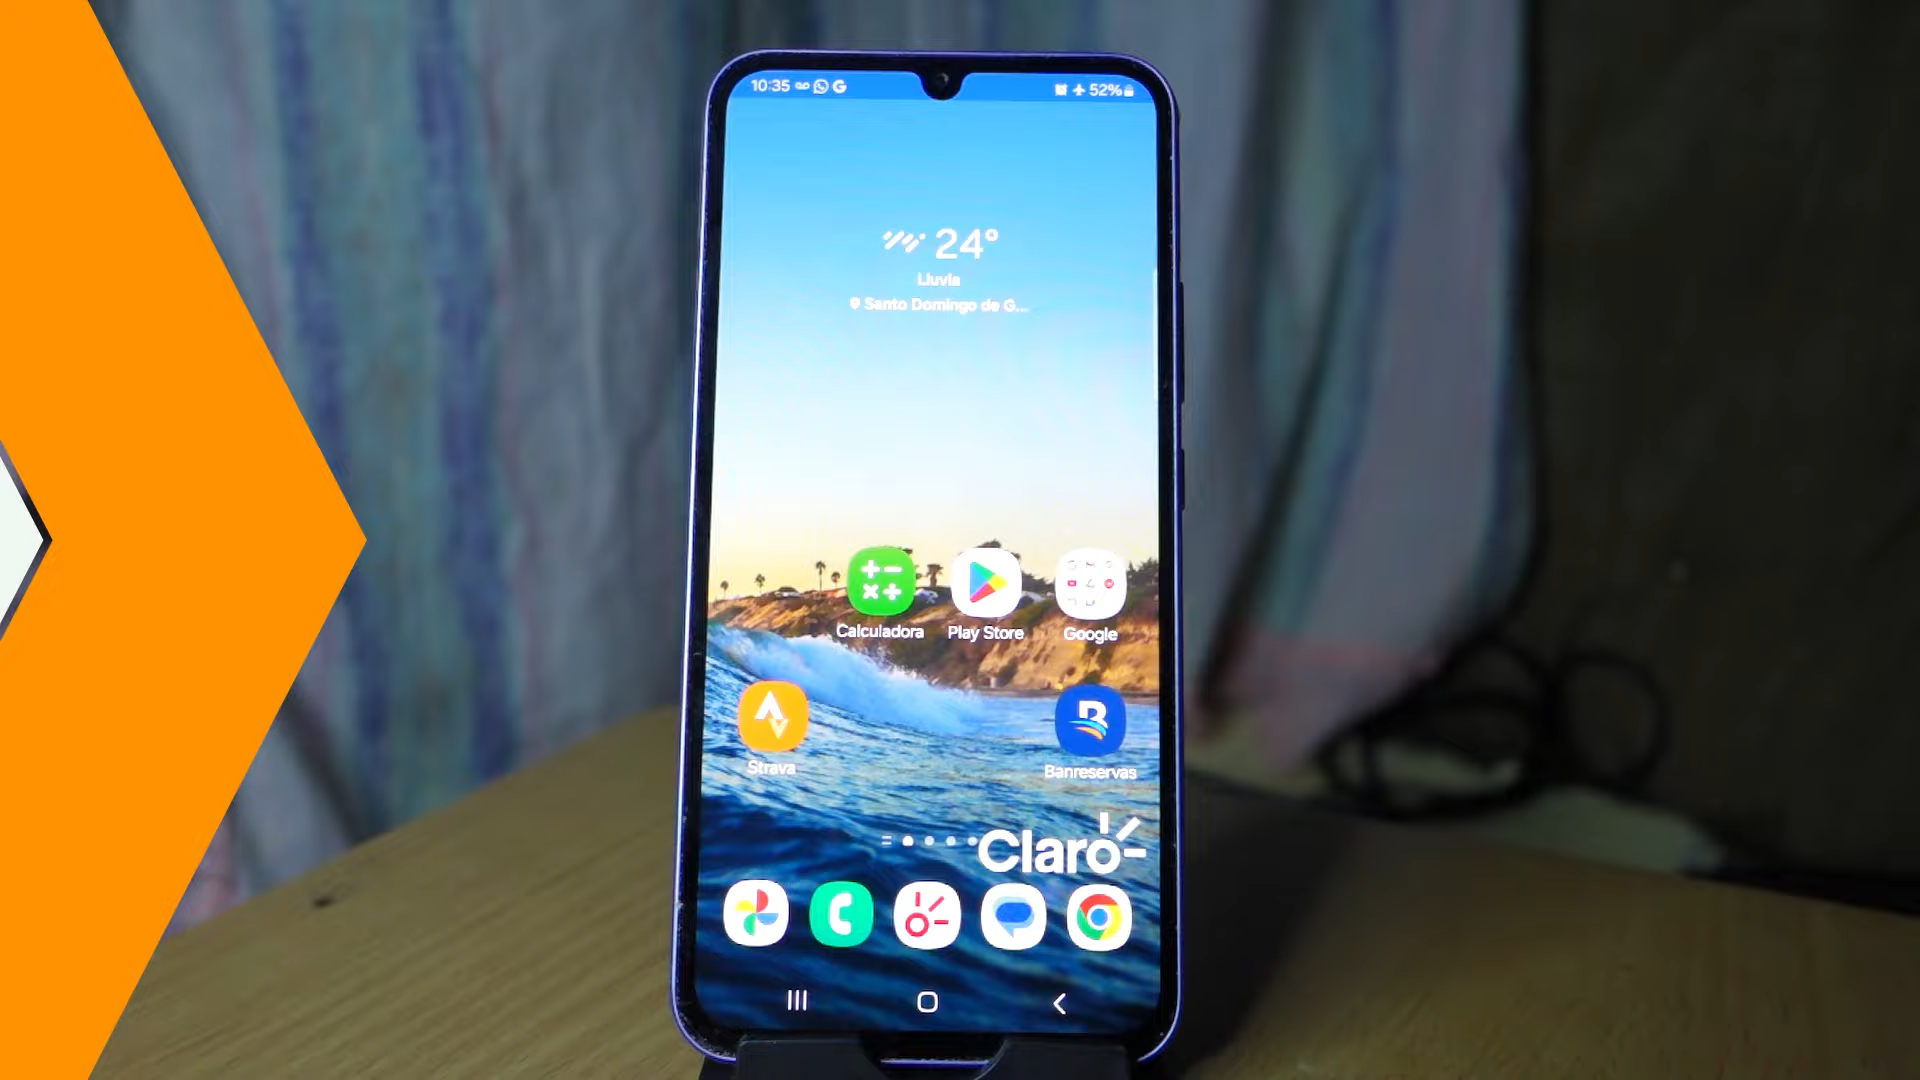 10:35
52%
24°
Lluvia
Santo Domingo de G...
Calculadora
Play Store
Google
Strava
Banreservas
Claro